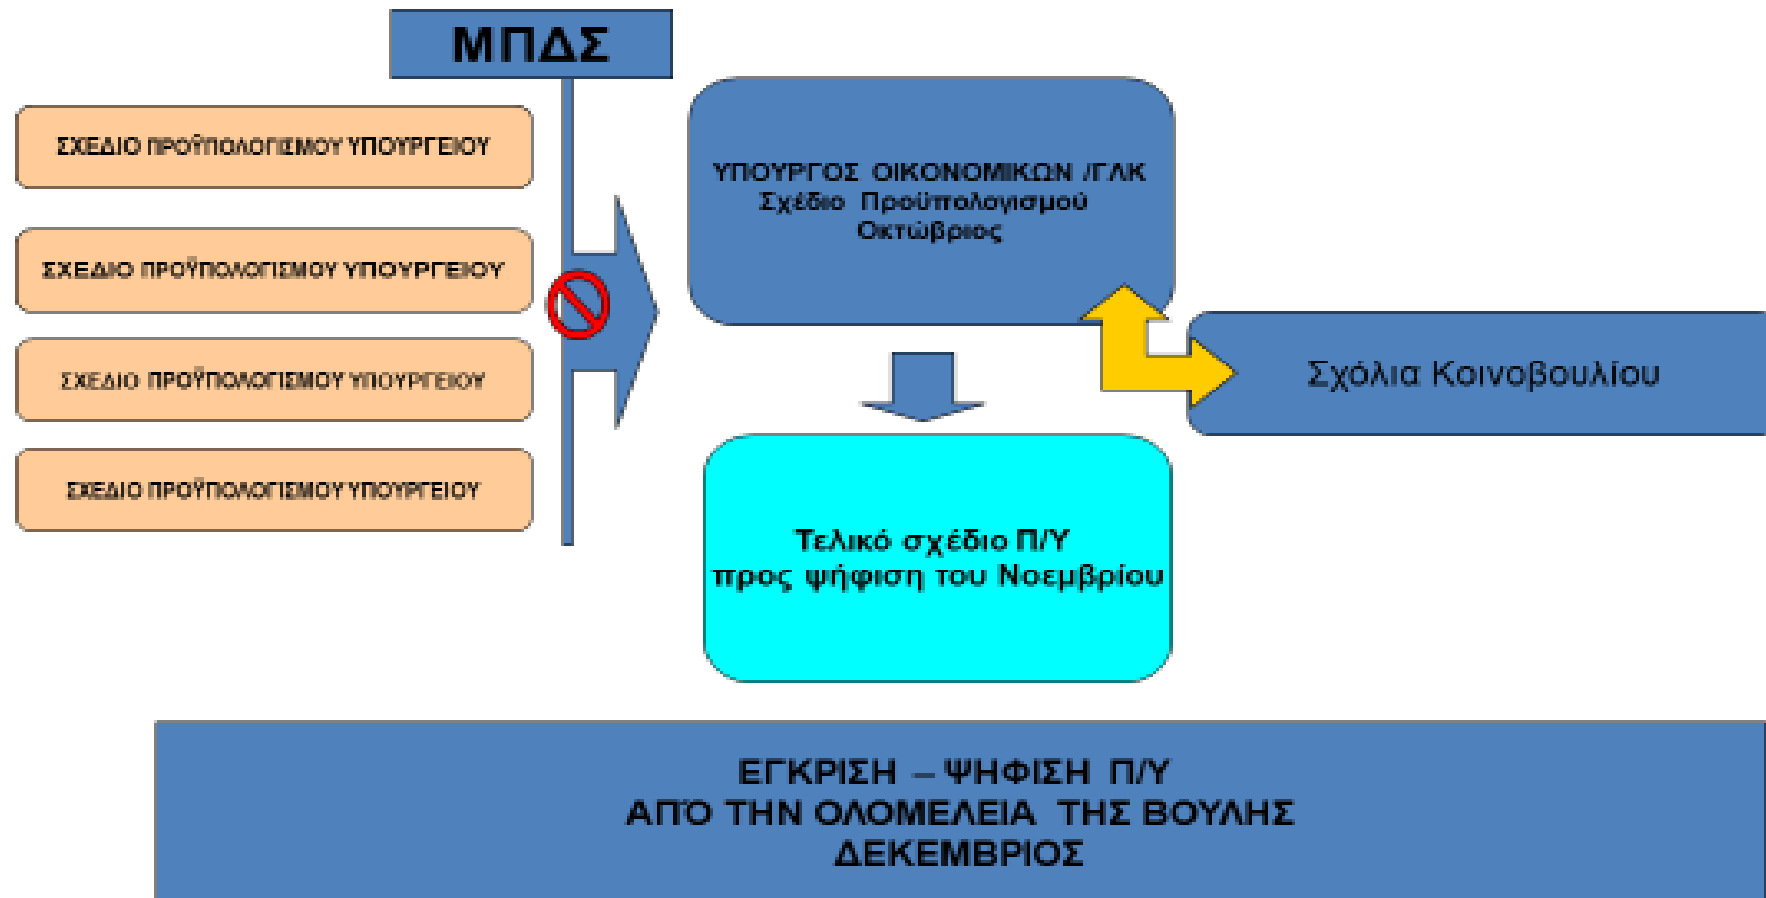 ΜΠΔΣ
ΣΧΕΔΙΟ ΠΡΟΫΠΟΛΟΓΙΣΜΟΥ ΥΠΟΥΡΓΕΙΟΥ
ΣΧΕΔΙΟ ΠΡΟΫΠΟΛΟΓΙΣΜΟΥ ΥΠΟΥΡΓΕΙΟΥ
ΣΧΕΔΙΟ ΠΡΟΫΠΟΛΟΓΙΣΜΟΥ ΥΠΟΥΡΓΕΙΟΥ
ΣΧΕΔΙΟ ΠΡΟΫΠΟΛΟΓΙΣΜΟΥ ΥΠΟΥΡΓΕΙΟΥ
ΥΠΟΥΡΓΟΣ ΟΙΚΟΝΟΜΙΚΩΝ /ΓΛΚ
Σχέδιο Προϋπολογισμού
Οκτώβριος
Σχόλια Κοινοβουλίου
Τελικό σχέδιο Π/Υ
προς ψήφιση του Νοεμβρίου
ΕΓΚΡΙΣΗ – ΨΗΦΙΣΗ Π/Υ
ΑΠΌ ΤΗΝ ΟΛΟΜΕΛΕΙΑ ΤΗΣ ΒΟΥΛΗΣ
ΔΕΚΕΜΒΡΙΟΣ